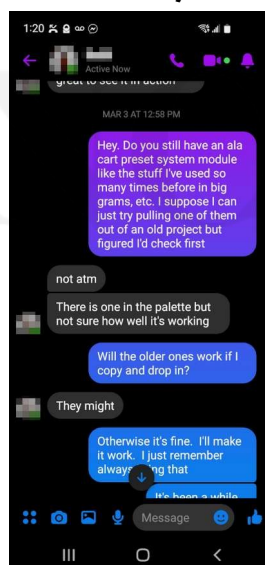 1:20
Active Now
great to see it in action
MAR 3 AT 12:58 PM
Hey. Do you still have an ala
cart preset system module
like the stuff I've used so
many times before in big
grams, etc. I suppose I can
just try pulling one of them
out of an old project but
figured I'd check first
not atm
There is one in the palette but
not sure how well it's working
Will the older ones work if I
copy and drop in?
They might
Otherwise it's fine. I'll make
it work. I just remember
always ng that
It's been a while
Message